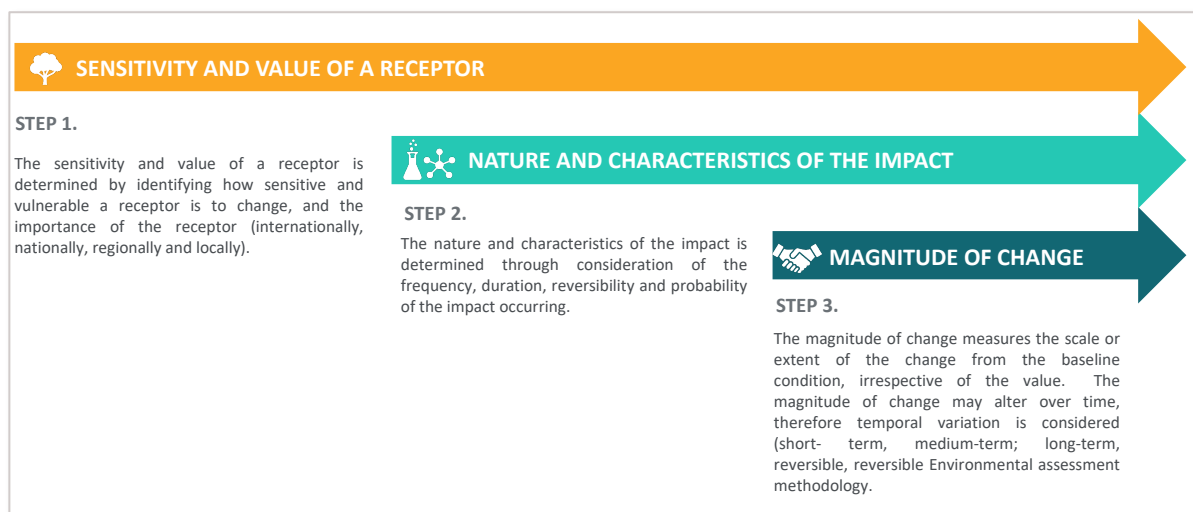 SENSITIVITY AND VALUE OF A RECEPTOR
STEP 1.
The sensitivity and value of a receptor is
determined by identifying how sensitive and
vulnerable a receptor is to change, and the
importance of the receptor (internationally,
nationally, regionally and locally).
NATURE AND CHARACTERISTICS OF THE IMPACT
STEP 2.
The nature and characteristics of the impact is
determined through consideration of the
frequency, duration, reversibility and probability
of the impact occurring.
MAGNITUDE OF CHANGE
STEP 3.
The magnitude of change measures the scale or
extent of the change from the baseline
condition, irrespective of the value. The
magnitude of change may alter over time,
therefore temporal variation is considered
(short- term, medium-term; long-term,
reversible, reversible Environmental assessment
methodology.